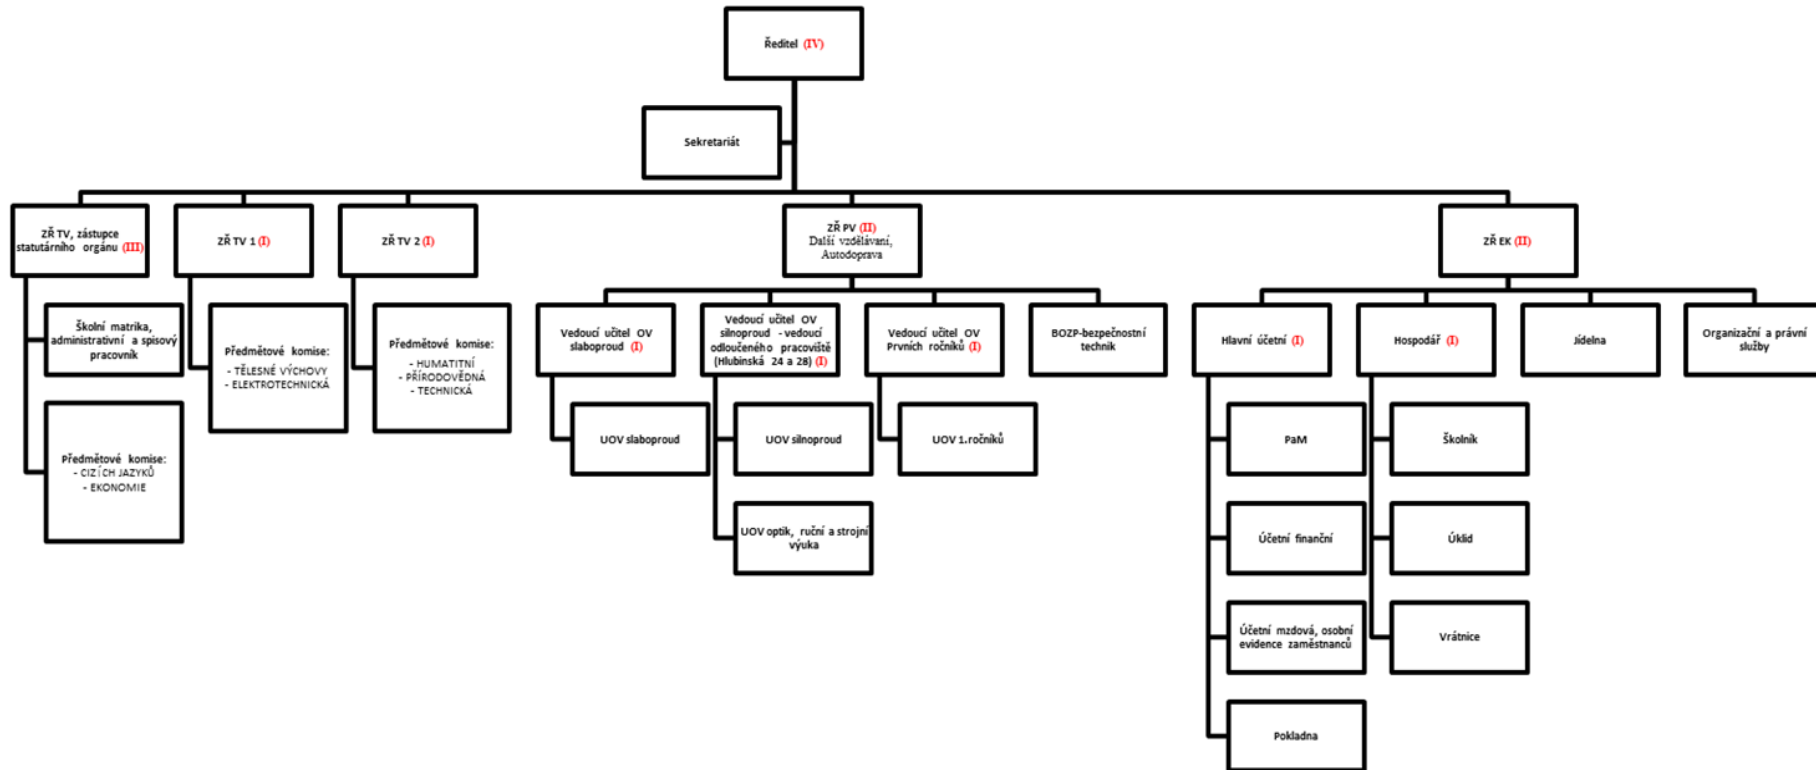 Ředitel (IV)
Sekretariát
ZŘ TV, zástupce
statutárního orgánu (III)
ZŘ TV 1 (I)
ZŘ TV 2 (I)
ZŘ PV (II)
Další vzdělávaní,
Autodoprava
ZŘ EK (II)
Školní matrika,
administrativní a spisový
pracovník
Předmětové komise:
- TĚLESNÉ VÝCHOVY
- ELEKTROTECHNICKÁ
Předmětové komise:
- HUMATITNÍ
- PŘÍRODOVĚDNÁ
- TECHNICKÁ
Vedoucí učitel OV
slaboproud (I)
Vedoucí učitel OV
silnoproud - vedoucí
odloučeného pracoviště
(Hlubinská 24 a 28) (I)
Vedoucí učitel OV
Prvních ročníků (I)
BOZP-bezpečnostní
technik
Hlavní účetní (I)
Hospodář (I)
Jídelna
Organizační a právní
služby
Předmětové komise:
- CIZÍCH JAZYKŮ
- EKONOMIE
UOV slaboproud
UOV silnoproud
UOV 1.ročníků
PaM
Školník
UOV optik, ruční a strojní
výuka
Účetní finanční
Úklid
Účetní mzdová, osobní
evidence zaměstnanců
Vrátnice
Pokladna